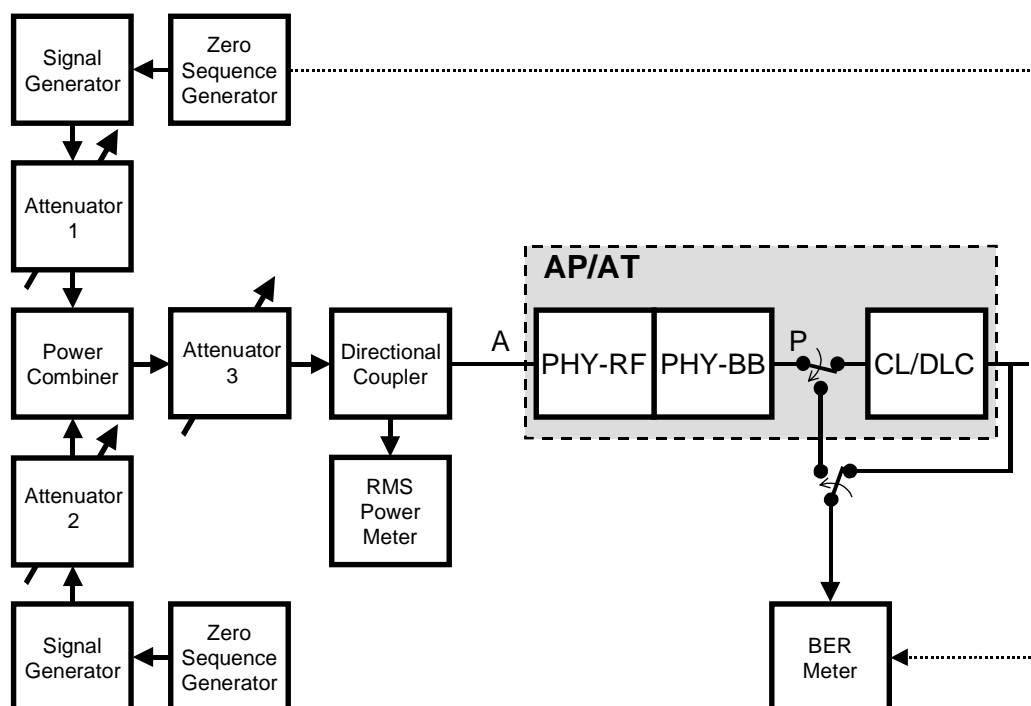 Signal
Generator
Zero
Sequence
Generator
Attenuator
1
AP/AT
Power
Combiner
Attenuator
3
Directional
Coupler
A
PHY-RF
PHY-BB
P
CL/DLC
Attenuator
2
RMS
Power
Meter
Signal
Generator
Zero
Sequence
Generator
BER
Meter